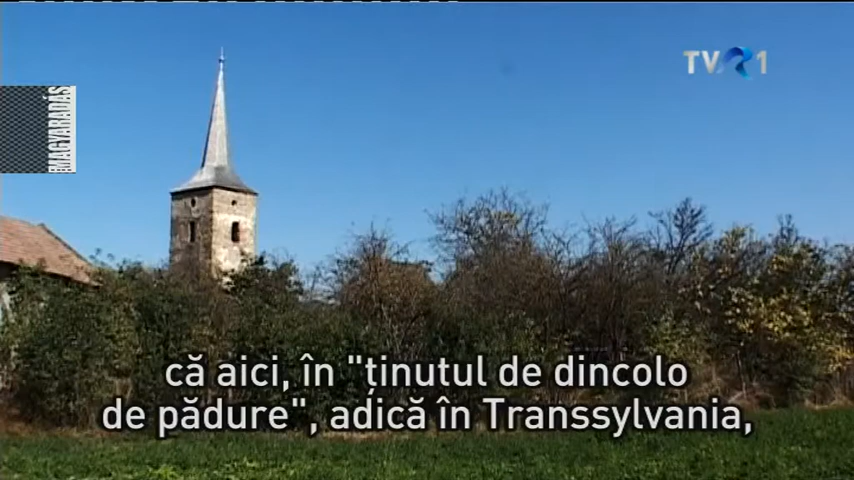 TVR1
MAGYARADÁS
că aici, în "ținutul de dincolo
de pădure", adică în Transsylvania,